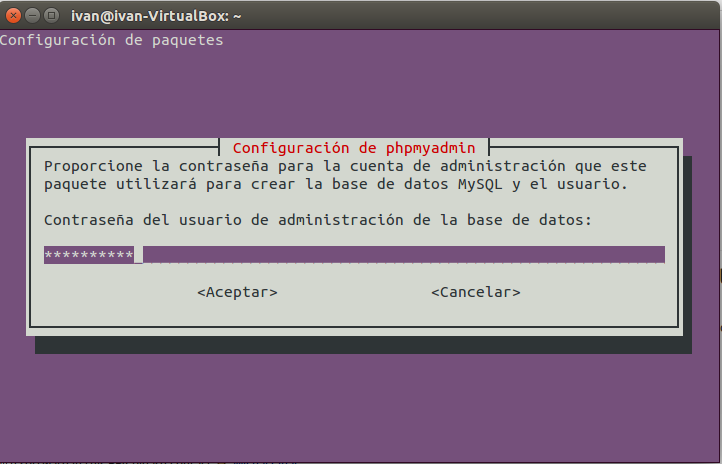 ivan@ivan-VirtualBox: ~
Configuración de paquetes
Configuración de phpmyadmin
Proporcione la contraseña para la cuenta de administración que este
paquete utilizará para crear la base de datos MySQL y el usuario.
Contraseña del usuario de administración de la base de datos:
**********
<Aceptar> <Cancelar>